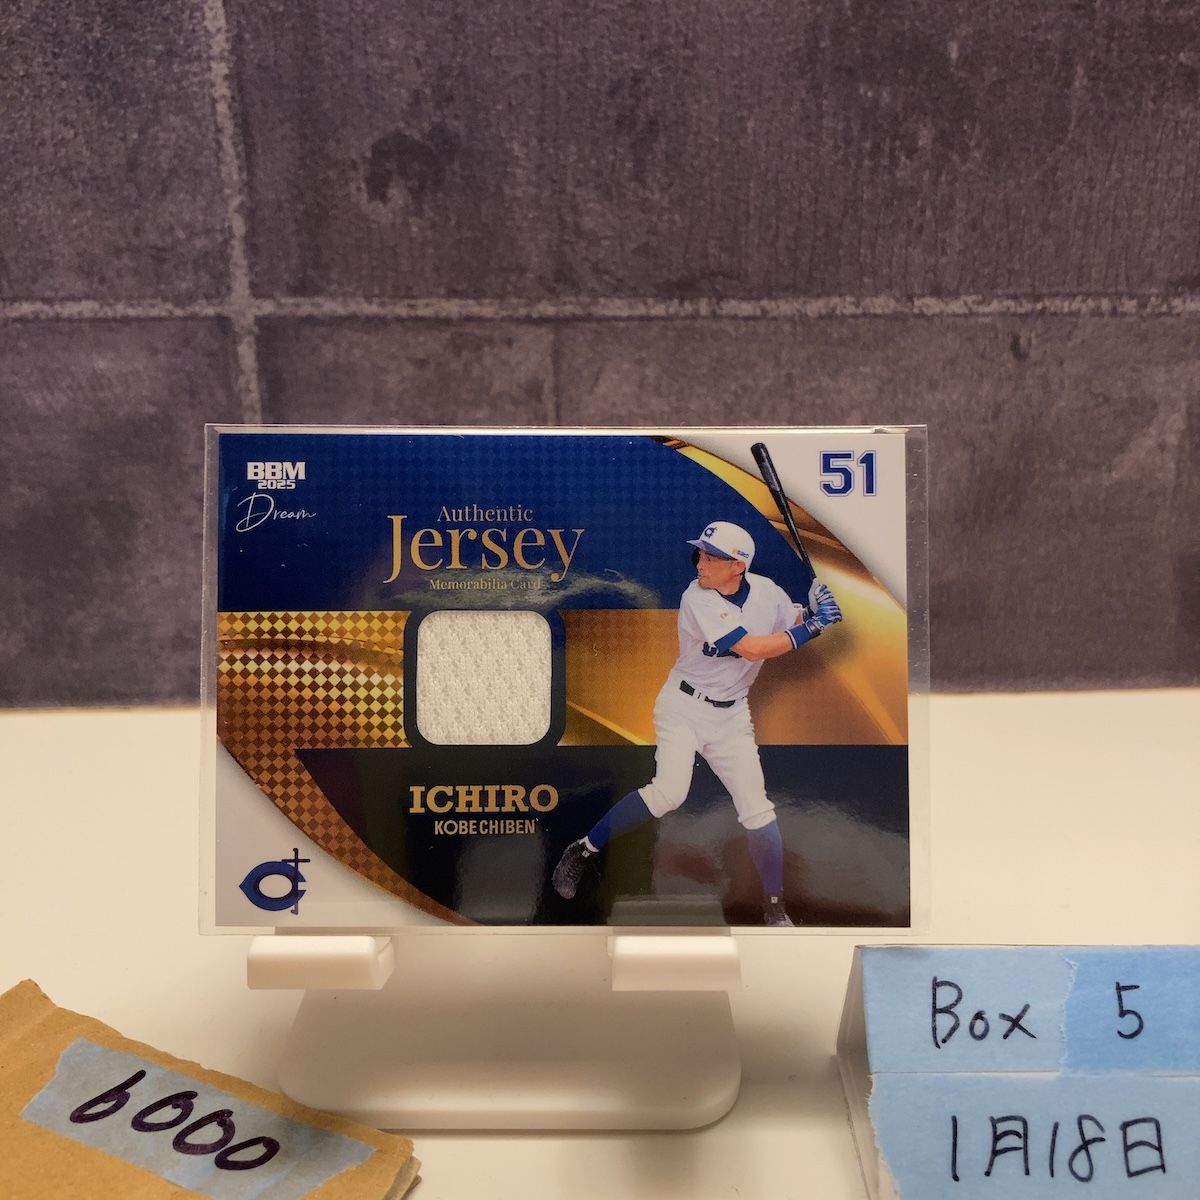 BBM
2025
Dream
51
Authentic
Jersey
Memorabilia Card
ICHIRO
KOBE CHIBEN
Box 5
1月18日
6000